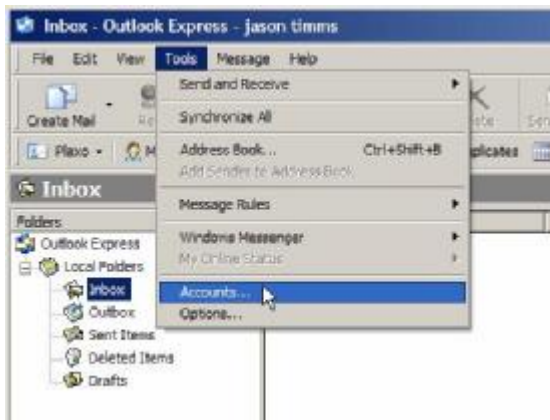 Inbox - Outlook Express - jason timms
File Edit View Tools Message Help
Create Mail
Send and Receive
Synchronize All
Plaxo
Address Book... Ctrl+Shift+B
Add Sender to Address Book
Inbox
Message Rules
Folders
Outlook Express
Windows Messenger
Local Folders
My Online Status
Inbox
Accounts...
Outbox
Options...
Sent Items
Deleted Items
Drafts